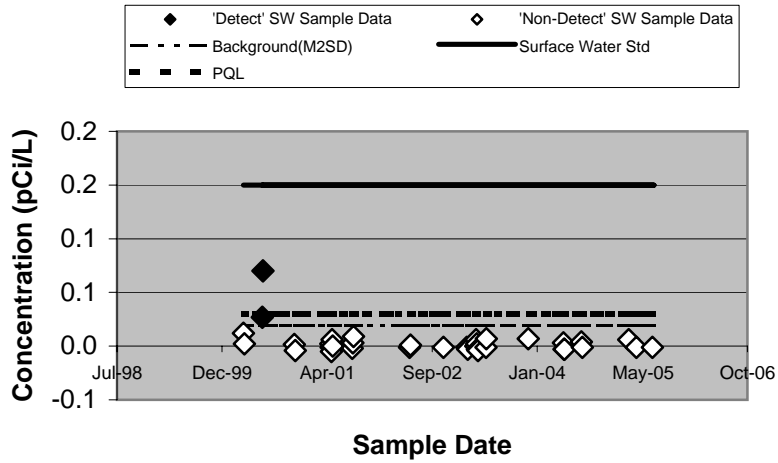 'Detect' SW Sample Data 'Non-Detect' SW Sample Data
Background(M2SD) Surface Water Std
PQL
Concentration (pCi/L)
0.2
0.2
0.1
0.1
0.0
-0.1
Jul-98 Dec-99 Apr-01 Sep-02 Jan-04 May-05 Oct-06
Sample Date